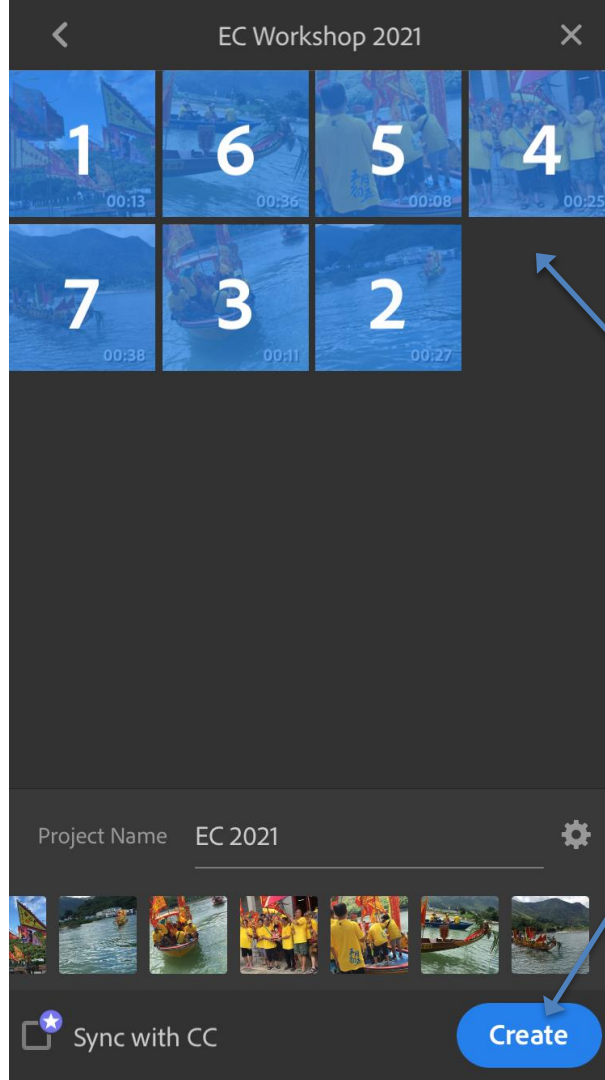 EC Workshop 2021
1 6 5 4
00:13 00:36 00:08 00:25
7 3 2
00:38 00:11 00:27
Project Name EC 2021
Sync with CC
Create